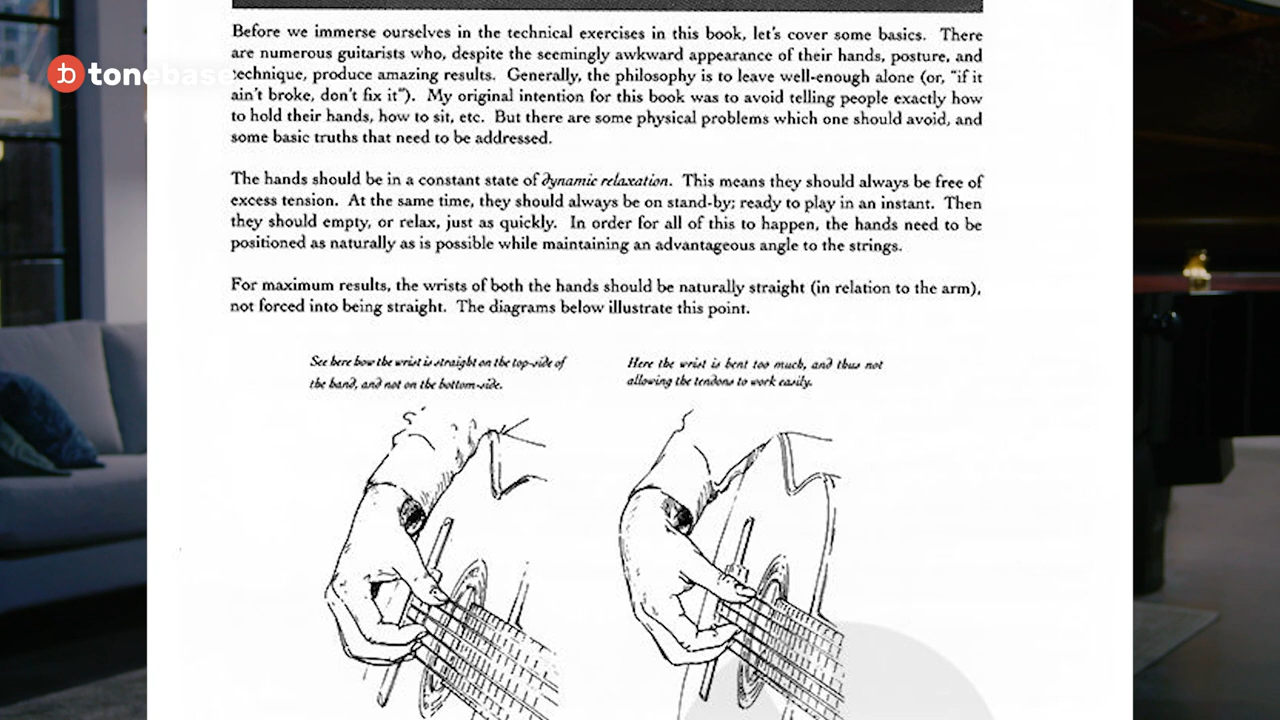 tonebase
Before we immerse ourselves in the technical exercises in this book, let's cover some basics. There
are numerous guitarists who, despite the seemingly awkward appearance of their hands, posture, and
technique, produce amazing results. Generally, the philosophy is to leave well-enough alone (or, "if it
ain't broke, don't fix it"). My original intention for this book was to avoid telling people exactly how
to hold their hands, how to sit, etc. But there are some physical problems which one should avoid, and
some basic truths that need to be addressed.
The hands should be in a constant state of dynamic relaxation. This means they should always be free of
excess tension. At the same time, they should always be on stand-by; ready to play in an instant. Then
they should empty, or relax, just as quickly. In order for all of this to happen, the hands need to be
positioned as naturally as is possible while maintaining an advantageous angle to the strings.
For maximum results, the wrists of both the hands should be naturally straight (in relation to the arm),
not forced into being straight. The diagrams below illustrate this point.
See here how the wrist is straight on the top-side of
the hand, and not on the bottom-side.
Here the wrist is bent too much, and thus not
allowing the tendons to work easily.